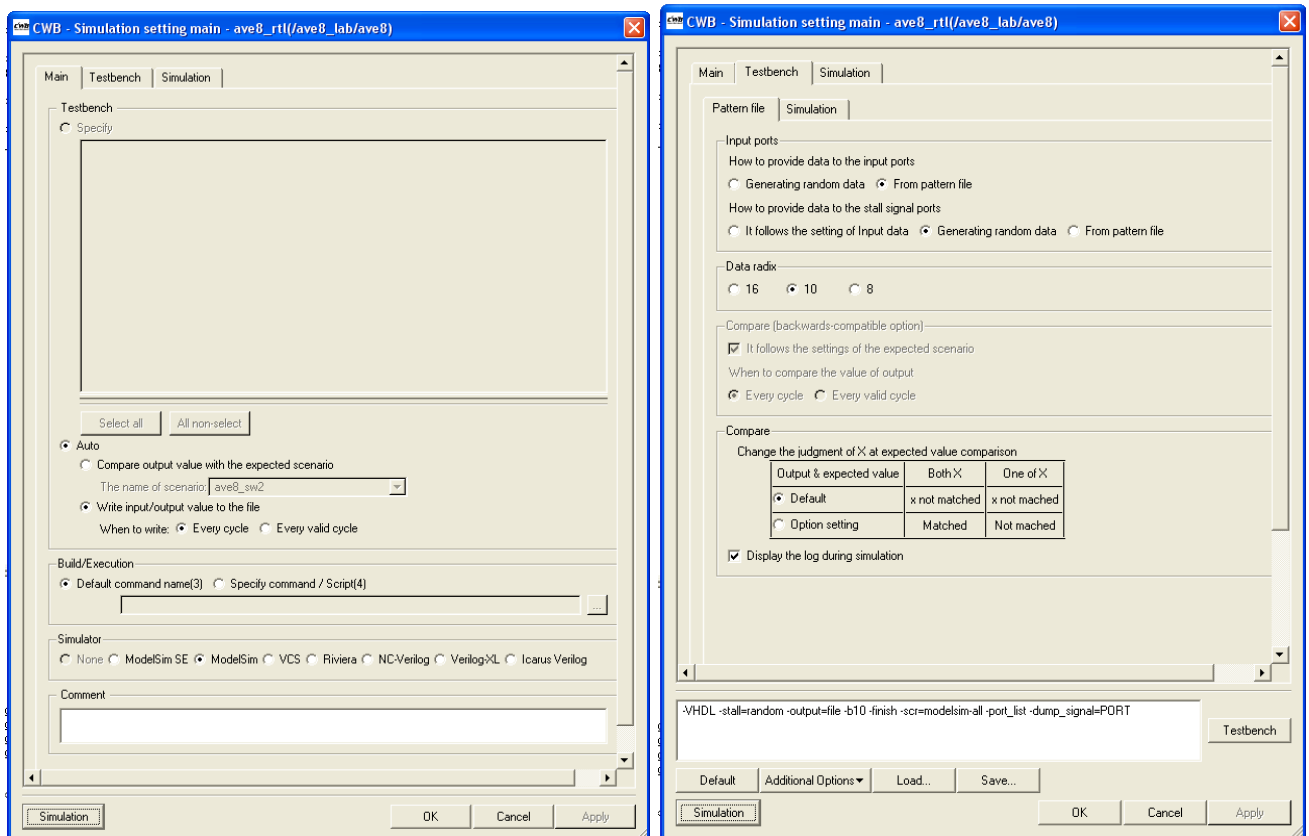 CWB - Simulation setting main - ave8_rtl(/ave8_lab/ave8)
Main Testbench Simulation
Testbench
Specify
Select all All non-select
Auto
Compare output value with the expected scenario
The name of scenario: ave8_sw2
Write input/output value to the file
When to write: Every cycle Every valid cycle
Build/Execution
Default command name(3) Specify command / Script(4)
...
Simulator
None ModelSim SE ModelSim VCS Riviera NC-Verilog Verilog-XL Icarus Verilog
Comment
Simulation OK Cancel Apply
CWB - Simulation setting main - ave8_rtl(/ave8_lab/ave8)
Main Testbench Simulation
Pattern file Simulation
Input ports
How to provide data to the input ports
Generating random data From pattern file
How to provide data to the stall signal ports
It follows the setting of Input data Generating random data From pattern file
Data radix
16 10 8
Compare (backwards-compatible option)
It follows the settings of the expected scenario
When to compare the value of output
Every cycle Every valid cycle
Compare
Change the judgment of X at expected value comparison
Output & expected value Both X One of X
Default x not matched x not mached
Option setting Matched Not mached
Display the log during simulation
-VHDL -stall=random -output=file -b10 -finish -scr=modelsim-all -port_list -dump_signal=PORT
Testbench
Default Additional Options Load... Save...
Simulation OK Cancel Apply